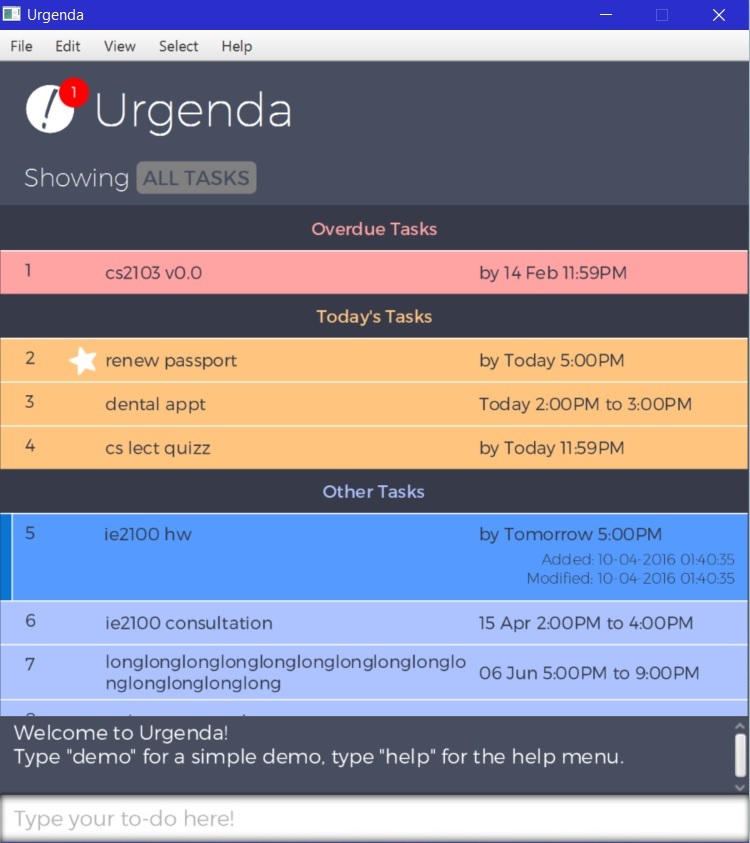 Urgenda
File Edit View Select Help
1
Urgenda
Showing ALL TASKS
Overdue Tasks
1 cs2103 v0.0 by 14 Feb 11:59PM
Today's Tasks
2 renew passport by Today 5:00PM
3 dental appt Today 2:00PM to 3:00PM
4 cs lect quizz by Today 11:59PM
Other Tasks
5 ie2100 hw by Tomorrow 5:00PM
Added: 10-04-2016 01:40:35
Modified: 10-04-2016 01:40:35
6 ie2100 consultation 15 Apr 2:00PM to 4:00PM
7 longlonglonglonglonglonglonglonglonglo
nglonglonglonglong 06 Jun 5:00PM to 9:00PM
Welcome to Urgenda!
Type "demo" for a simple demo, type "help" for the help menu.
Type your to-do here!